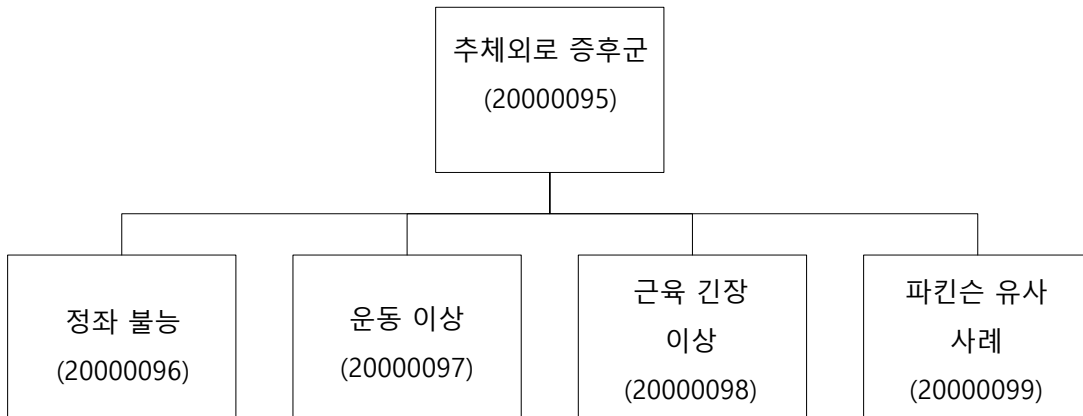 추체외로 증후군
(20000095)
정좌 불능
(20000096)
운동 이상
(20000097)
근육 긴장
이상
(20000098)
파킨슨 유사
사례
(20000099)